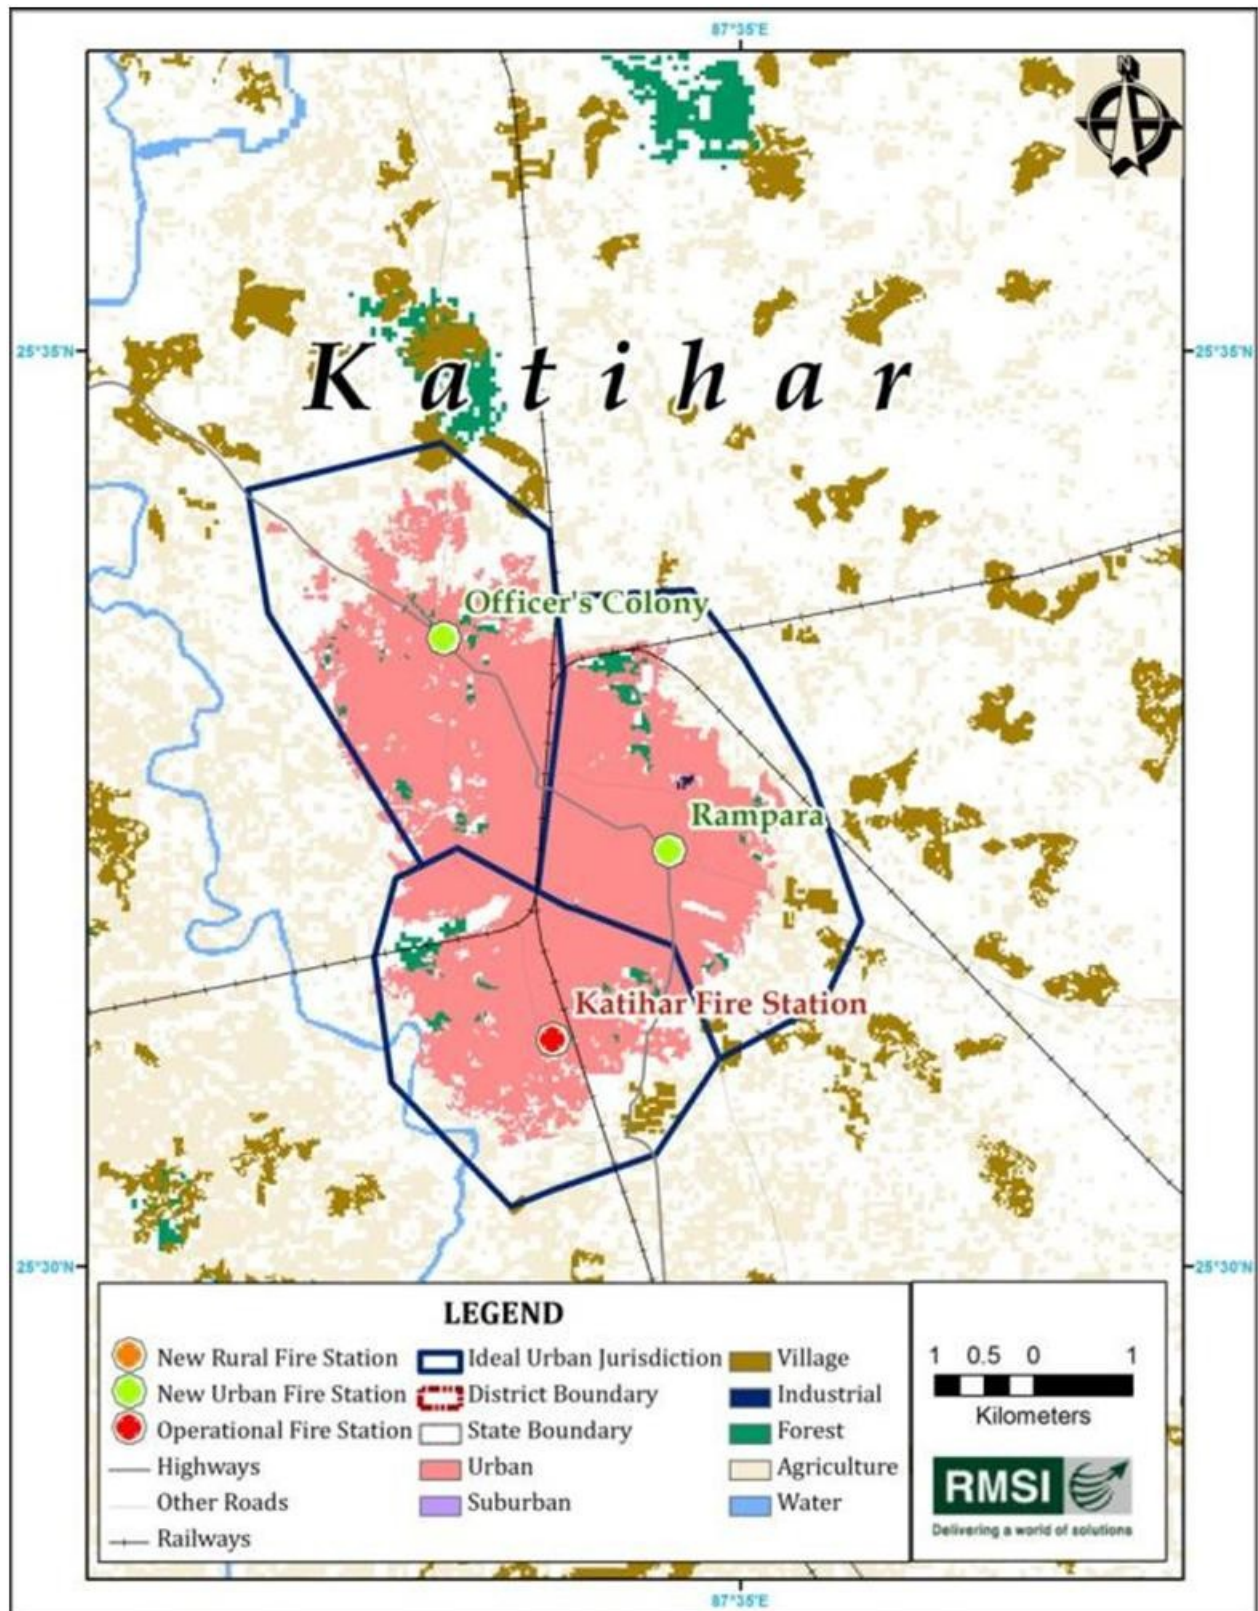 87°35'E
N
25°35'N
25°35'N
Katihar
Officer's Colony
Rampara
Katihar Fire Station
25°30'N
25°30'N
LEGEND
New Rural Fire Station
New Urban Fire Station
Operational Fire Station
Highways
Other Roads
Railways
Ideal Urban Jurisdiction
District Boundary
State Boundary
Urban
Suburban
Village
Industrial
Forest
Agriculture
Water
1 0.5 0 1
Kilometers
RMSI
Delivering a world of solutions
87°35'E